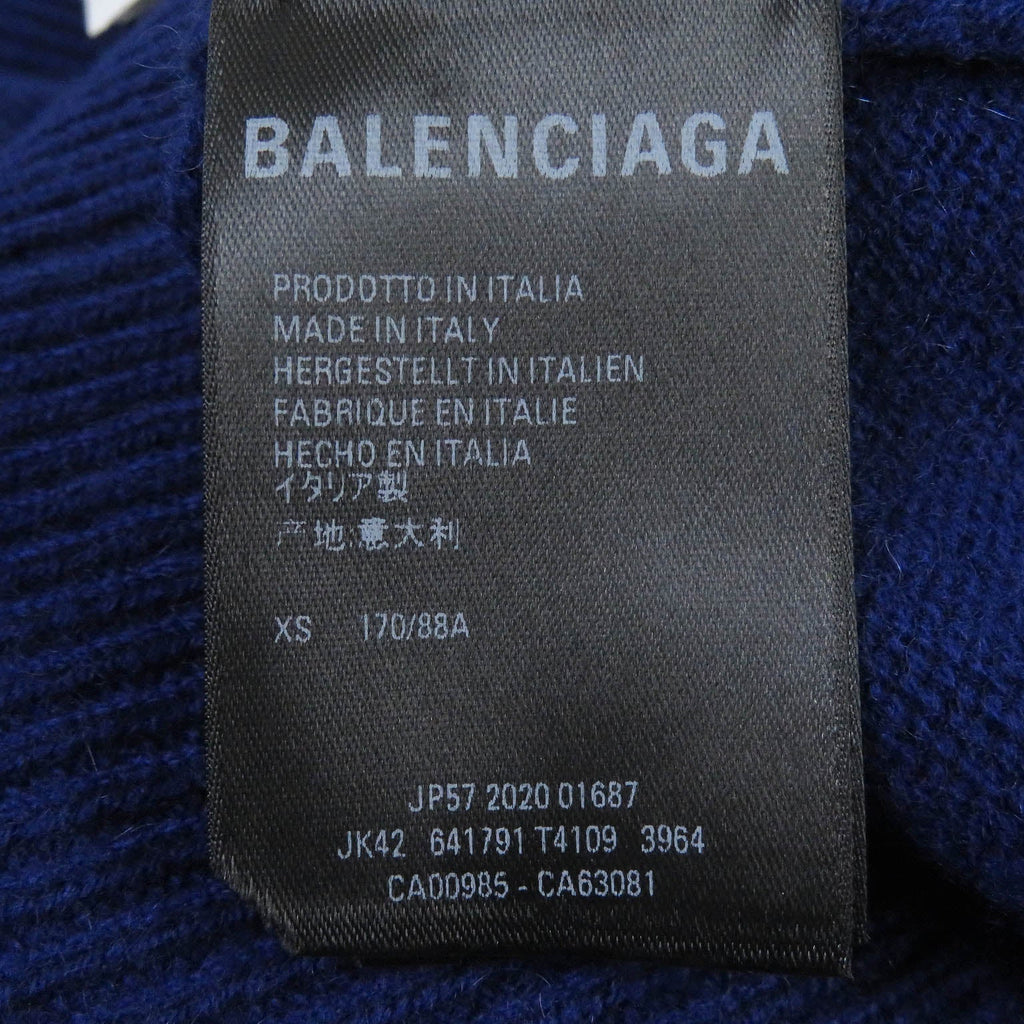 BALENCIAGA
PRODOTTO IN ITALIA
MADE IN ITALY
HERGESTELLT IN ITALIEN
FABRIQUE EN ITALIE
HECHO EN ITALIA
イタリア製
产地:意大利
XS 170/88A
JP57 2020 01687
JK42 641791 T4109 3964
CA00985 - CA63081